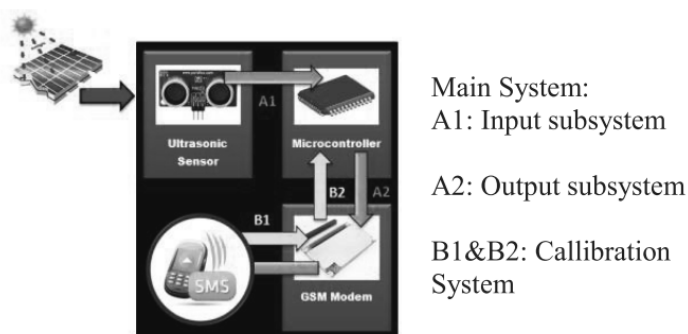 A1
Ultrasonic
Sensor
Microcontroller
B2
A2
B1
SMS
GSM Modem
Main System:
A1: Input subsystem
A2: Output subsystem
B1&B2: Callibration
System